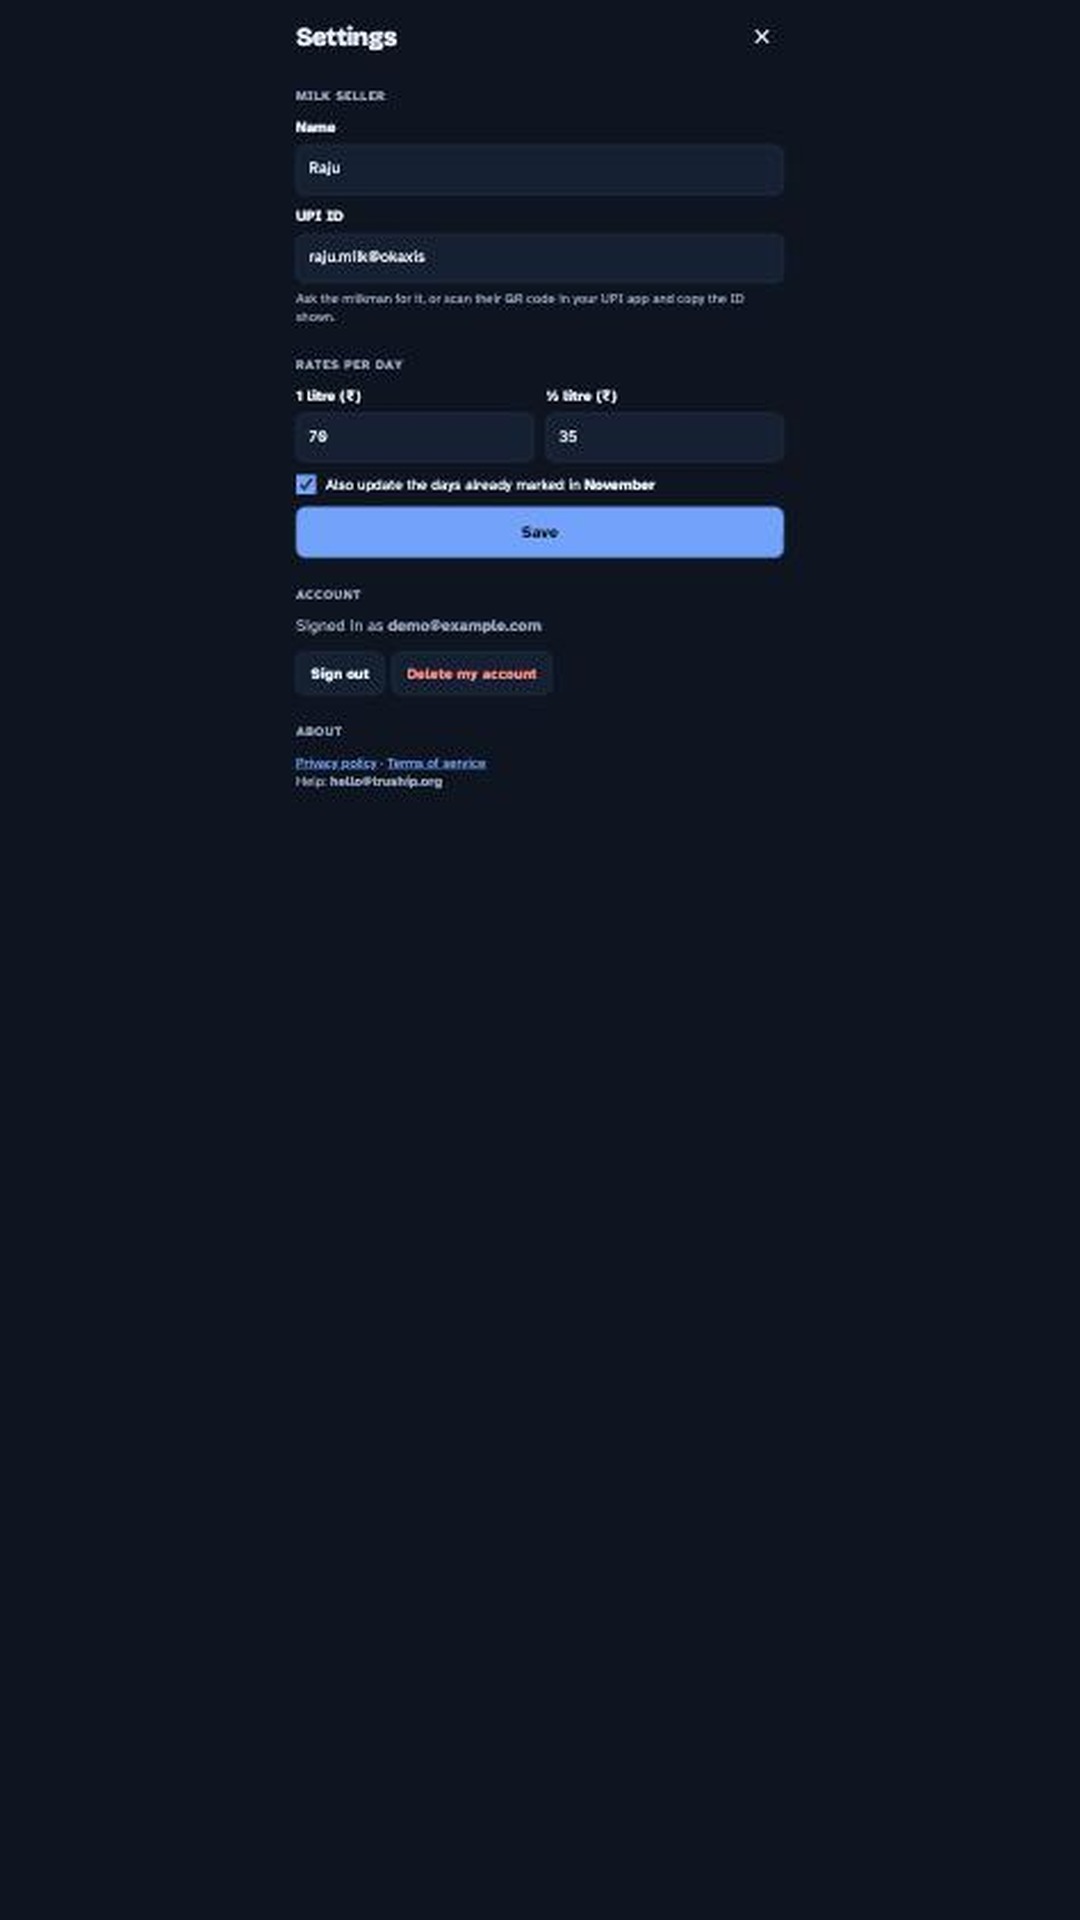 Settings
MILK SELLER
Name
Raju
UPI ID
raju.milk@okaxis
Ask the milkman for it, or scan their QR code in your UPI app and copy the ID
shown.
RATES PER DAY
1 litre (₹) ½ litre (₹)
70 35
Also update the days already marked in November
Save
ACCOUNT
Signed in as demo@example.com
Sign out Delete my account
ABOUT
Privacy policy · Terms of service
Help: hello@truship.org